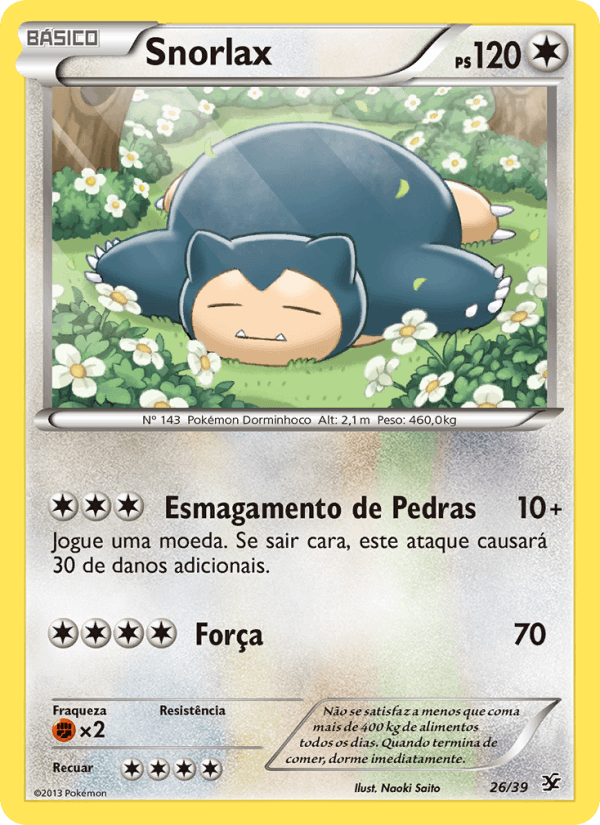 BÁSICO
Snorlax
PS120
Nº 143 Pokémon Dorminhoco Alt: 2,1m Peso: 460,0kg
Esmagamento de Pedras 10+
Jogue uma moeda. Se sair cara, este ataque causará
30 de danos adicionais.
Força 70
Fraqueza Resistência
×2
Não se satisfaz a menos que coma
mais de 400 kg de alimentos
todos os dias. Quando termina de
comer, dorme imediatamente.
Recuar
©2013 Pokémon
Ilust. Naoki Saito
26/39